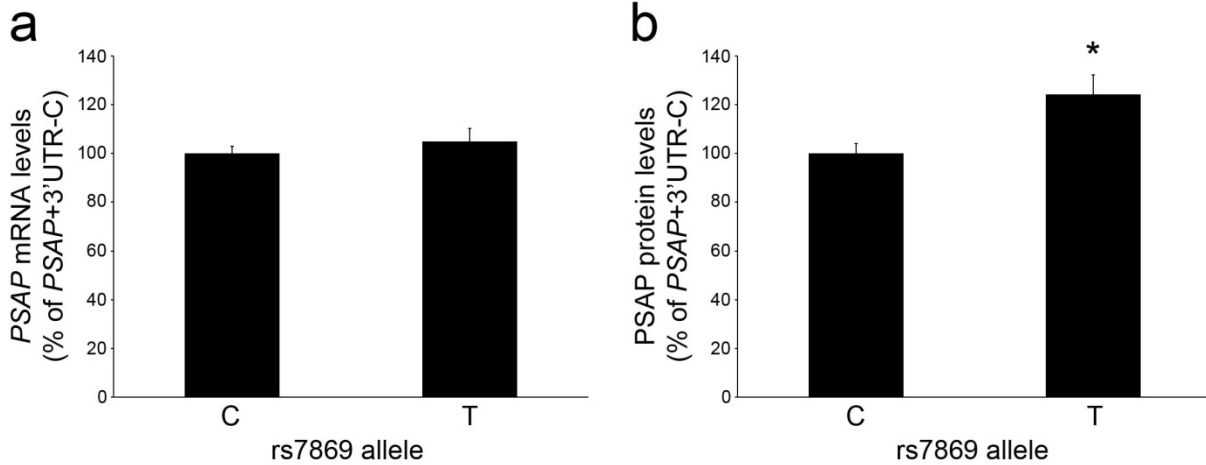 a
PSAP mRNA levels
(% of PSAP+3'UTR-C)
140
120
100
80
60
40
20
0
C
T
rs7869 allele
b
PSAP protein levels
(% of PSAP+3'UTR-C)
140
120
100
80
60
40
20
0
*
C
T
rs7869 allele